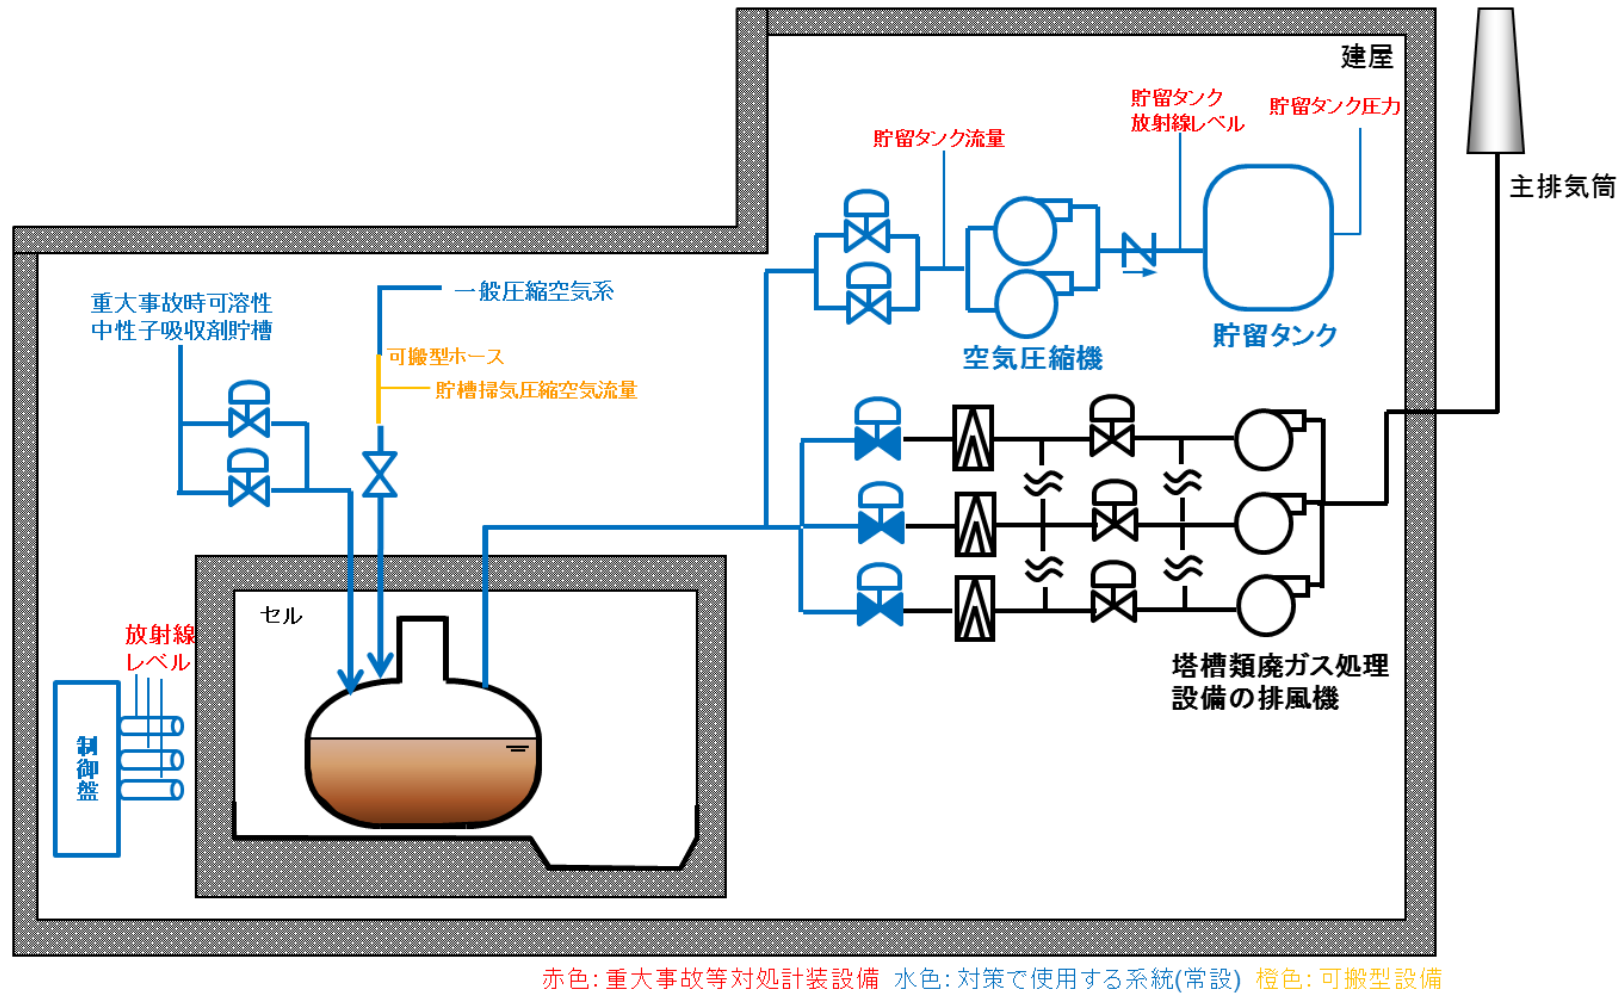 建屋
貯留タンク
放射線レベル
貯留タンク圧力
貯留タンク流量
主排気筒
一般圧縮空気系
重大事故時可溶性
中性子吸収剤貯槽
可搬型ホース
貯槽掃気圧縮空気流量
空気圧縮機
貯留タンク
セル
放射線
レベル
制御盤
塔槽類廃ガス処理
設備の排風機
赤色：重大事故等対処計装設備 水色：対策で使用する系統(常設) 橙色：可搬型設備